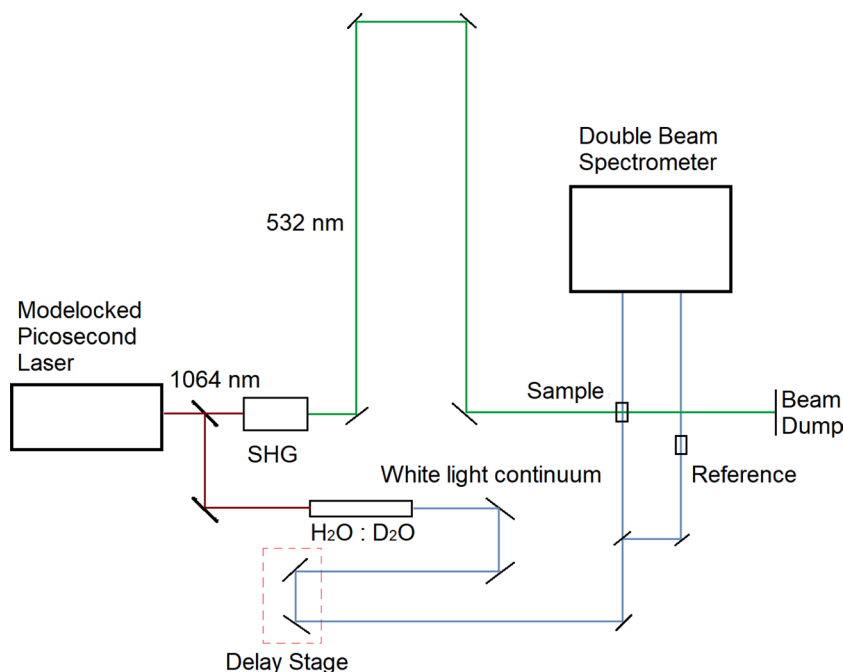 Double Beam
Spectrometer
532 nm
Modelocked
Picosecond
Laser
1064 nm
SHG
Sample
Beam
Dump
White light continuum
Reference
H₂O : D₂O
Delay Stage